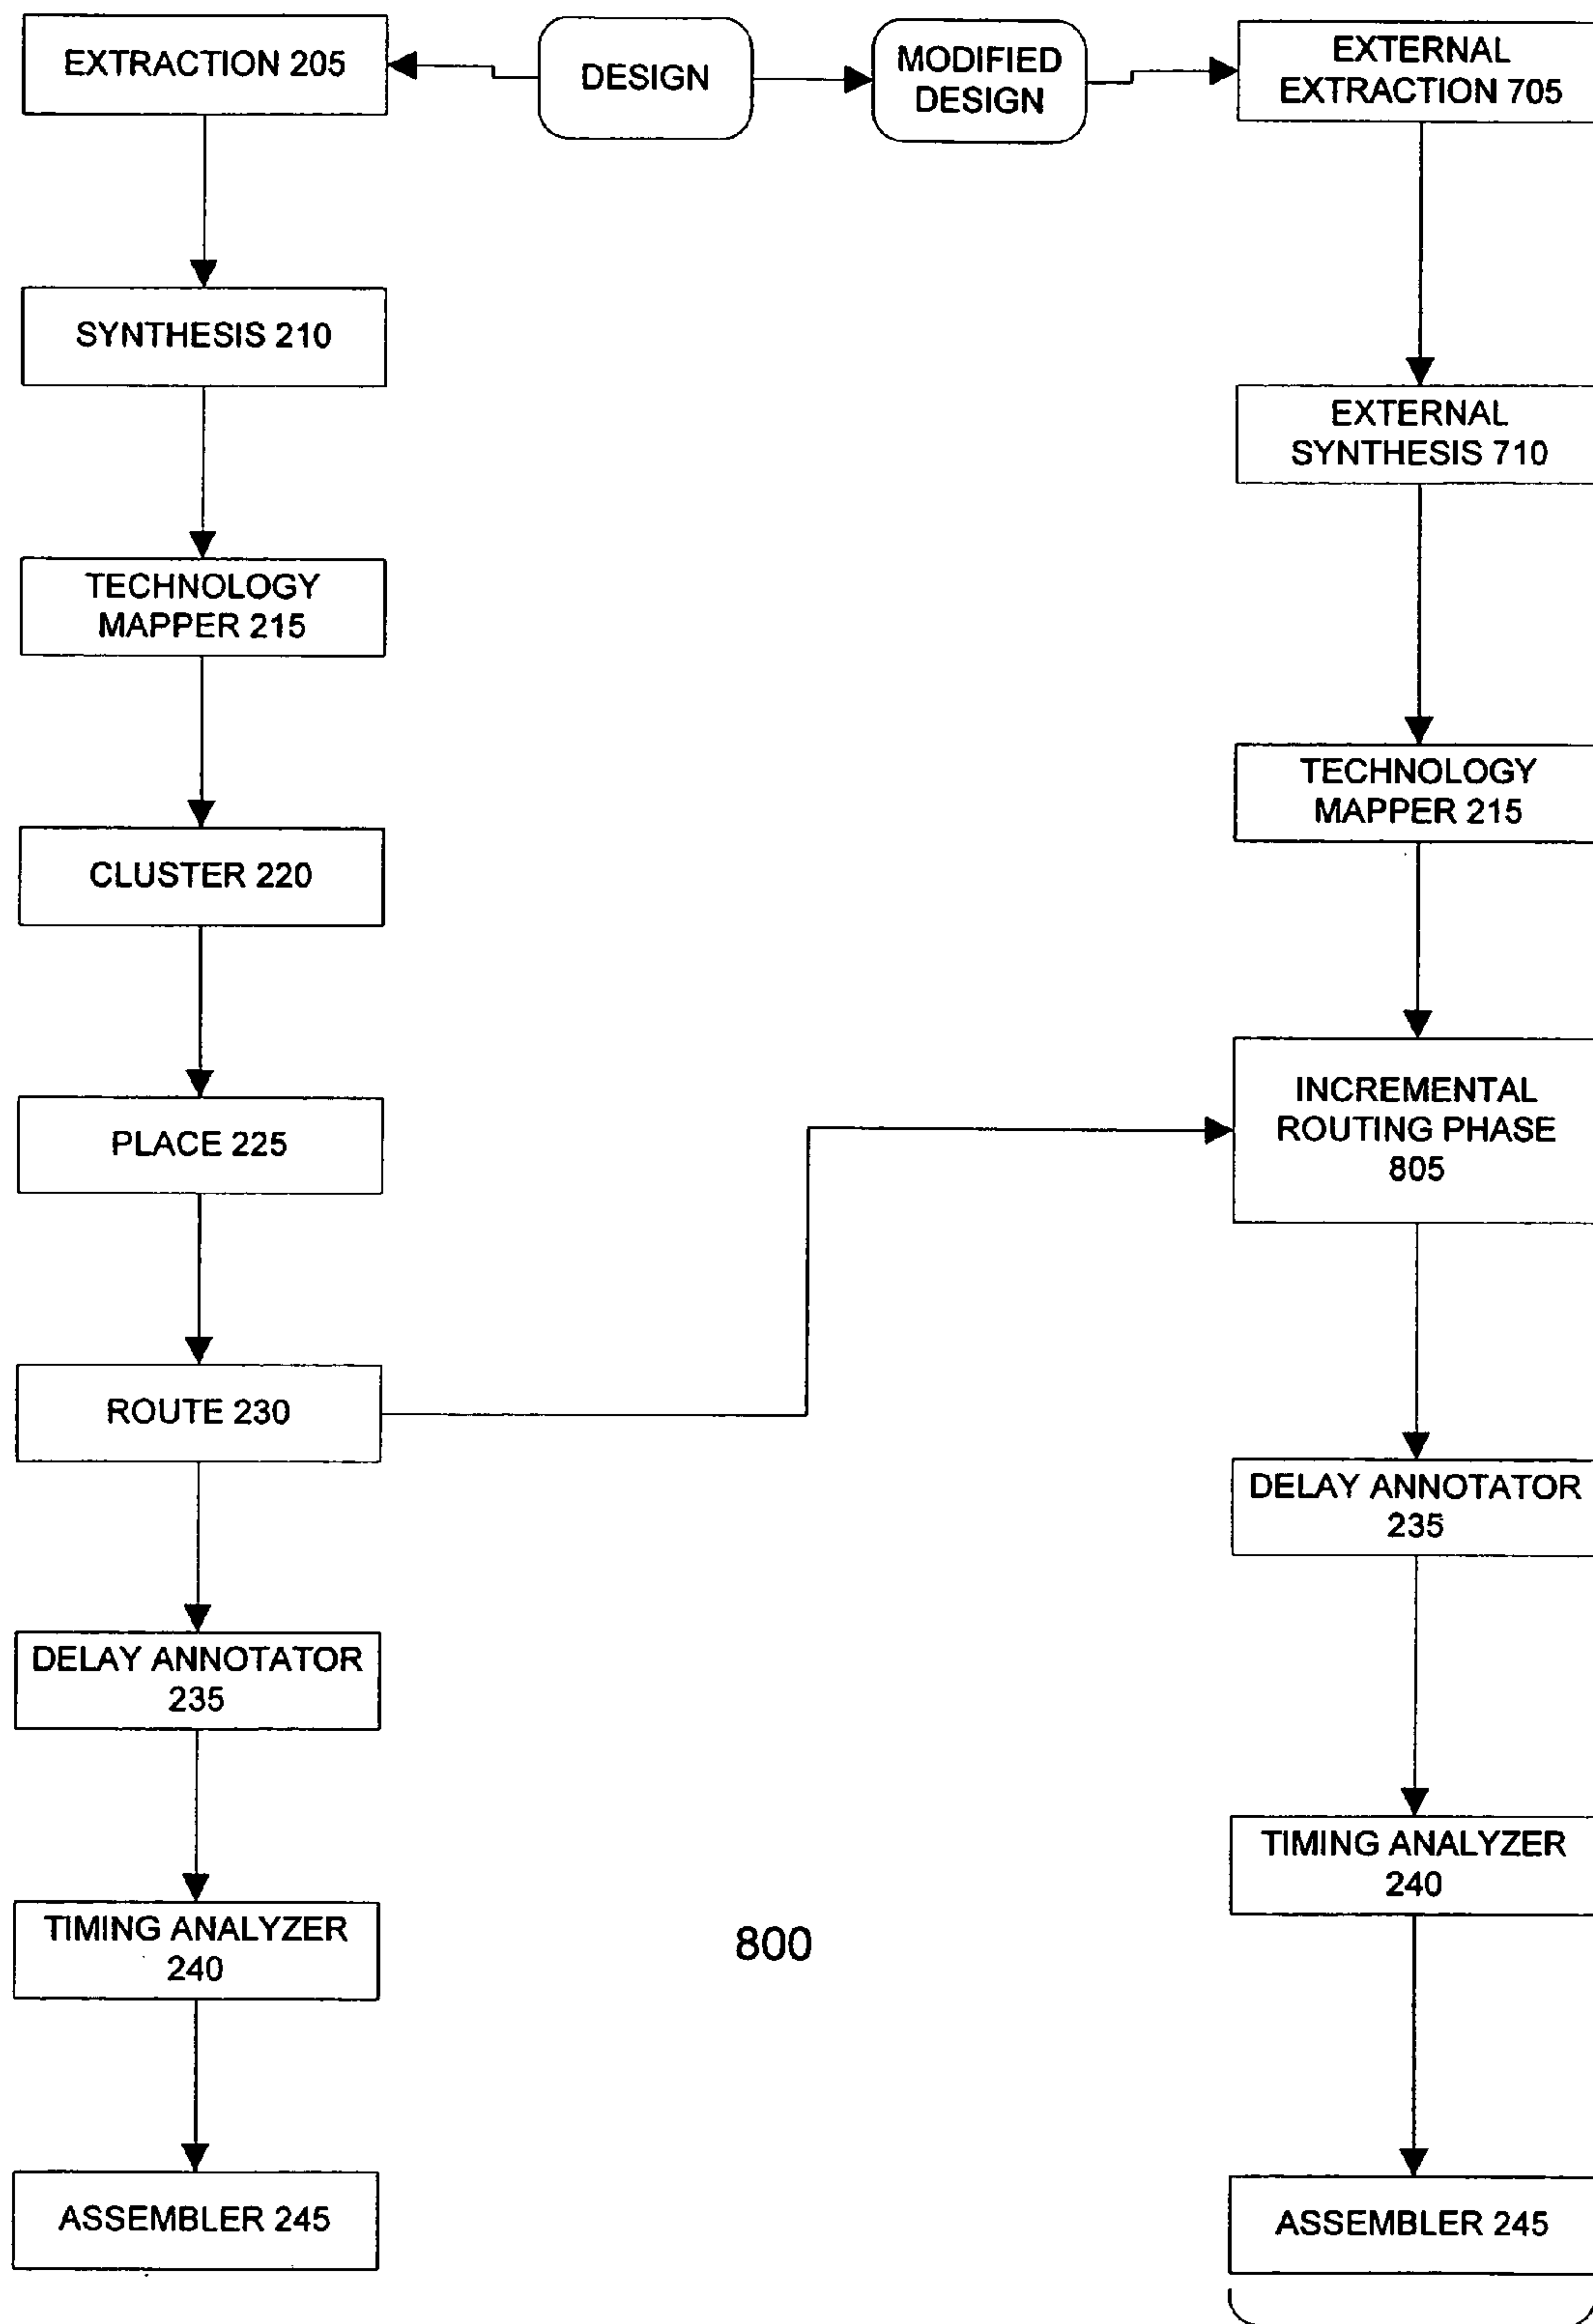 EXTRACTION 205
DESIGN
MODIFIED
DESIGN
EXTERNAL
EXTRACTION 705
SYNTHESIS 210
TECHNOLOGY
MAPPER 215
CLUSTER 220
PLACE 225
ROUTE 230
DELAY ANNOTATOR
235
TIMING ANALYZER
240
ASSEMBLER 245
800
EXTERNAL
SYNTHESIS 710
TECHNOLOGY
MAPPER 215
INCREMENTAL
ROUTING PHASE
805
DELAY ANNOTATOR
235
TIMING ANALYZER
240
ASSEMBLER 245